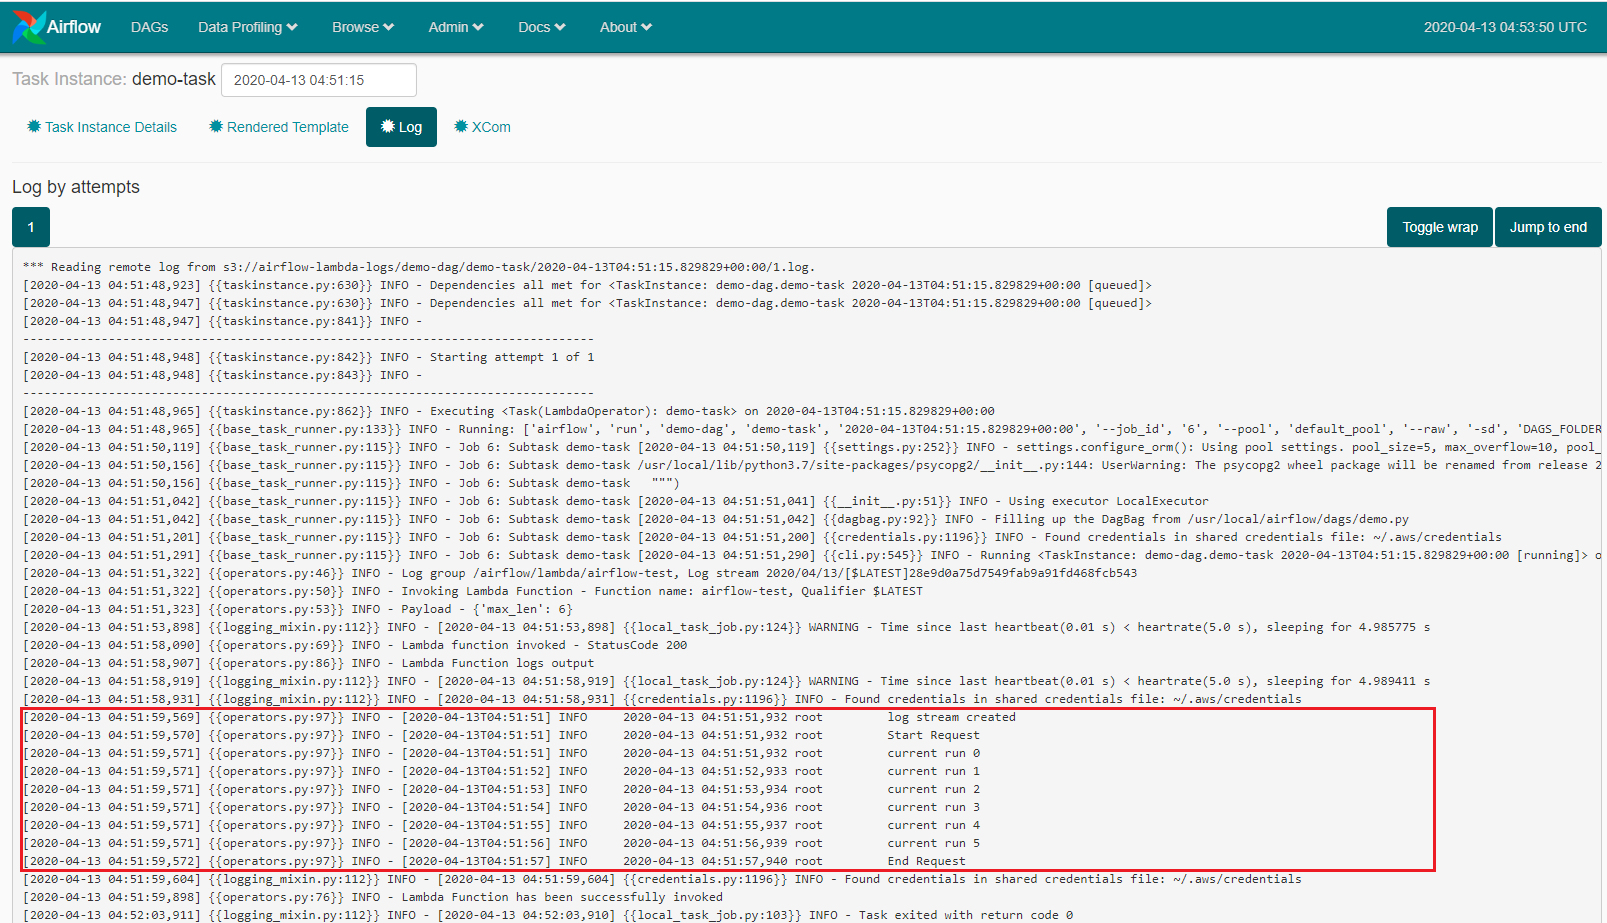 Airflow DAGs Data Profiling Browse Admin Docs About 2020-04-13 04:53:50 UTC
Task Instance: demo-task 2020-04-13 04:51:15
Task Instance Details Rendered Template Log XCom
Log by attempts
1 Toggle wrap Jump to end
*** Reading remote log from s3://airflow-lambda-logs/demo-dag/demo-task/2020-04-13T04:51:15.829829+00:00/1.log.
[2020-04-13 04:51:48,923] {{taskinstance.py:630}} INFO - Dependencies all met for <TaskInstance: demo-dag.demo-task 2020-04-13T04:51:15.829829+00:00 [queued]>
[2020-04-13 04:51:48,947] {{taskinstance.py:630}} INFO - Dependencies all met for <TaskInstance: demo-dag.demo-task 2020-04-13T04:51:15.829829+00:00 [queued]>
[2020-04-13 04:51:48,947] {{taskinstance.py:841}} INFO -
--------------------------------------------------------------------------------
[2020-04-13 04:51:48,948] {{taskinstance.py:842}} INFO - Starting attempt 1 of 1
[2020-04-13 04:51:48,948] {{taskinstance.py:843}} INFO -
--------------------------------------------------------------------------------
[2020-04-13 04:51:48,965] {{taskinstance.py:862}} INFO - Executing <Task(LambdaOperator): demo-task> on 2020-04-13T04:51:15.829829+00:00
[2020-04-13 04:51:48,965] {{base_task_runner.py:133}} INFO - Running: ['airflow', 'run', 'demo-dag', 'demo-task', '2020-04-13T04:51:15.829829+00:00', '--job_id', '6', '--pool', 'default_pool', '--raw', '-sd', 'DAGS_FOLDER
[2020-04-13 04:51:50,119] {{base_task_runner.py:115}} INFO - Job 6: Subtask demo-task [2020-04-13 04:51:50,119] {{settings.py:252}} INFO - settings.configure_orm(): Using pool settings. pool_size=5, max_overflow=10, pool_
[2020-04-13 04:51:50,156] {{base_task_runner.py:115}} INFO - Job 6: Subtask demo-task /usr/local/lib/python3.7/site-packages/psycopg2/__init__.py:144: UserWarning: The psycopg2 wheel package will be renamed from release 2
[2020-04-13 04:51:50,156] {{base_task_runner.py:115}} INFO - Job 6: Subtask demo-task   """)
[2020-04-13 04:51:51,042] {{base_task_runner.py:115}} INFO - Job 6: Subtask demo-task [2020-04-13 04:51:51,041] {{__init__.py:51}} INFO - Using executor LocalExecutor
[2020-04-13 04:51:51,042] {{base_task_runner.py:115}} INFO - Job 6: Subtask demo-task [2020-04-13 04:51:51,042] {{dagbag.py:92}} INFO - Filling up the DagBag from /usr/local/airflow/dags/demo.py
[2020-04-13 04:51:51,201] {{base_task_runner.py:115}} INFO - Job 6: Subtask demo-task [2020-04-13 04:51:51,200] {{credentials.py:1196}} INFO - Found credentials in shared credentials file: ~/.aws/credentials
[2020-04-13 04:51:51,291] {{base_task_runner.py:115}} INFO - Job 6: Subtask demo-task [2020-04-13 04:51:51,290] {{cli.py:545}} INFO - Running <TaskInstance: demo-dag.demo-task 2020-04-13T04:51:15.829829+00:00 [running]> o
[2020-04-13 04:51:51,322] {{operators.py:46}} INFO - Log group /airflow/lambda/airflow-test, Log stream 2020/04/13/[$LATEST]28e9d0a75d7549fab9a91fd468fcb543
[2020-04-13 04:51:51,322] {{operators.py:50}} INFO - Invoking Lambda Function - Function name: airflow-test, Qualifier $LATEST
[2020-04-13 04:51:51,323] {{operators.py:53}} INFO - Payload - {'max_len': 6}
[2020-04-13 04:51:53,898] {{logging_mixin.py:112}} INFO - [2020-04-13 04:51:53,898] {{local_task_job.py:124}} WARNING - Time since last heartbeat(0.01 s) < heartrate(5.0 s), sleeping for 4.985775 s
[2020-04-13 04:51:58,090] {{operators.py:69}} INFO - Lambda function invoked - StatusCode 200
[2020-04-13 04:51:58,907] {{operators.py:86}} INFO - Lambda Function logs output
[2020-04-13 04:51:58,919] {{logging_mixin.py:112}} INFO - [2020-04-13 04:51:58,919] {{local_task_job.py:124}} WARNING - Time since last heartbeat(0.01 s) < heartrate(5.0 s), sleeping for 4.989411 s
[2020-04-13 04:51:58,931] {{logging_mixin.py:112}} INFO - [2020-04-13 04:51:58,931] {{credentials.py:1196}} INFO - Found credentials in shared credentials file: ~/.aws/credentials
[2020-04-13 04:51:59,569] {{operators.py:97}} INFO - [2020-04-13T04:51:51] INFO 2020-04-13 04:51:51,932 root log stream created
[2020-04-13 04:51:59,570] {{operators.py:97}} INFO - [2020-04-13T04:51:51] INFO 2020-04-13 04:51:51,932 root Start Request
[2020-04-13 04:51:59,571] {{operators.py:97}} INFO - [2020-04-13T04:51:51] INFO 2020-04-13 04:51:51,932 root current run 0
[2020-04-13 04:51:59,571] {{operators.py:97}} INFO - [2020-04-13T04:51:52] INFO 2020-04-13 04:51:52,933 root current run 1
[2020-04-13 04:51:59,571] {{operators.py:97}} INFO - [2020-04-13T04:51:53] INFO 2020-04-13 04:51:53,934 root current run 2
[2020-04-13 04:51:59,571] {{operators.py:97}} INFO - [2020-04-13T04:51:54] INFO 2020-04-13 04:51:54,936 root current run 3
[2020-04-13 04:51:59,571] {{operators.py:97}} INFO - [2020-04-13T04:51:55] INFO 2020-04-13 04:51:55,937 root current run 4
[2020-04-13 04:51:59,571] {{operators.py:97}} INFO - [2020-04-13T04:51:56] INFO 2020-04-13 04:51:56,939 root current run 5
[2020-04-13 04:51:59,572] {{operators.py:97}} INFO - [2020-04-13T04:51:57] INFO 2020-04-13 04:51:57,940 root End Request
[2020-04-13 04:51:59,604] {{logging_mixin.py:112}} INFO - [2020-04-13 04:51:59,604] {{credentials.py:1196}} INFO - Found credentials in shared credentials file: ~/.aws/credentials
[2020-04-13 04:51:59,898] {{operators.py:76}} INFO - Lambda Function has been successfully invoked
[2020-04-13 04:52:03,911] {{logging_mixin.py:112}} INFO - [2020-04-13 04:52:03,910] {{local_task_job.py:103}} INFO - Task exited with return code 0